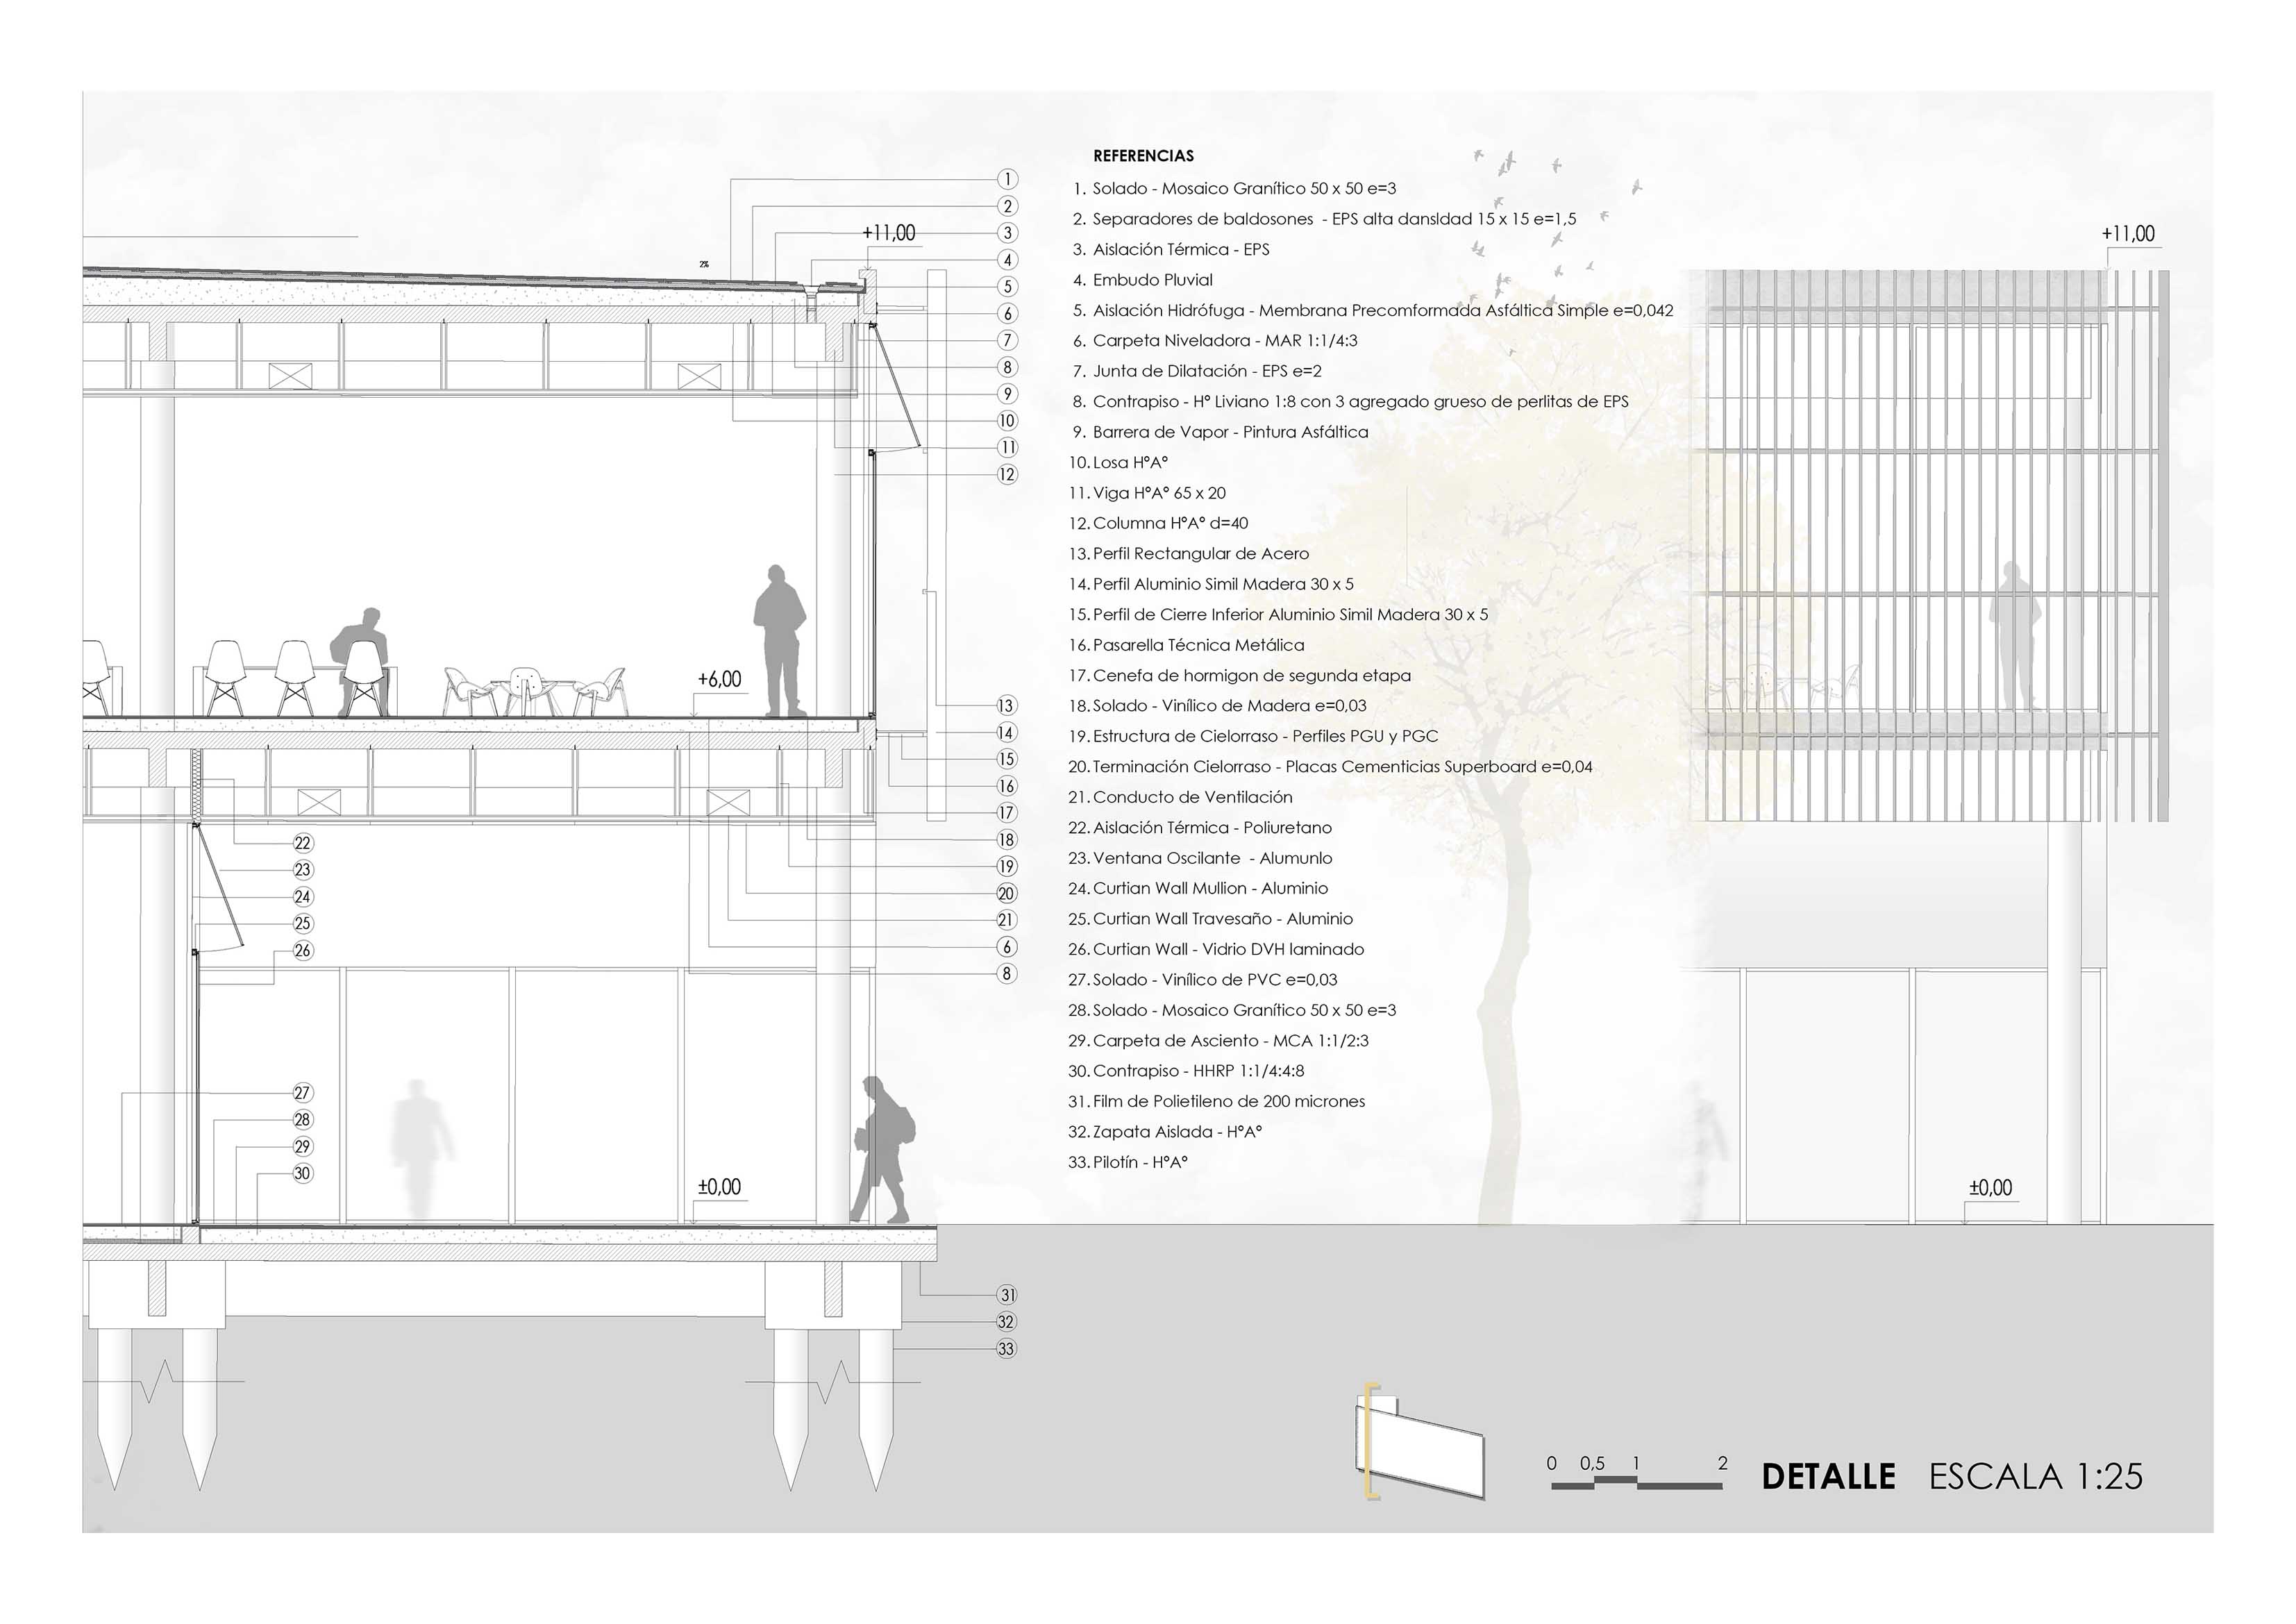 REFERENCIAS
1. Solado - Mosaico Granítico 50 x 50 e=3
2. Separadores de baldosones - EPS alta dansIdad 15 x 15 e=1,5
3. Aislación Térmica - EPS
4. Embudo Pluvial
5. Aislación Hidrófuga - Membrana Precomformada Asfáltica Simple e=0,042
6. Carpeta Niveladora - MAR 1:1/4:3
7. Junta de Dilatación - EPS e=2
8. Contrapiso - Hº Liviano 1:8 con 3 agregado grueso de perlitas de EPS
9. Barrera de Vapor - Pintura Asfáltica
10. Losa HºAº
11. Viga HºAº 65 x 20
12. Columna HºAº d=40
13. Perfil Rectangular de Acero
14. Perfil Aluminio Simil Madera 30 x 5
15. Perfil de Cierre Inferior Aluminio Simil Madera 30 x 5
16. Pasarella Técnica Metálica
17. Cenefa de hormigon de segunda etapa
18. Solado - Vinílico de Madera e=0,03
19. Estructura de Cielorraso - Perfiles PGU y PGC
20. Terminación Cielorraso - Placas Cementicias Superboard e=0,04
21. Conducto de Ventilación
22. Aislación Térmica - Poliuretano
23. Ventana Oscilante - AlumunIo
24. Curtian Wall Mullion - Aluminio
25. Curtian Wall Travesaño - Aluminio
26. Curtian Wall - Vidrio DVH laminado
27. Solado - Vinílico de PVC e=0,03
28. Solado - Mosaico Granítico 50 x 50 e=3
29. Carpeta de Asciento - MCA 1:1/2:3
30. Contrapiso - HHRP 1:1/4:4:8
31. Film de Polietileno de 200 micrones
32. Zapata Aislada - HºAº
33. Pilotín - HºAº
1
2
+11,00
3
4
2%
5
6
7
8
9
10
11
12
+6,00
13
14
15
16
17
18
19
20
21
6
8
22
23
24
25
26
27
28
29
30
±0,00
31
32
33
+11,00
±0,00
0 0,5 1 2
DETALLE ESCALA 1:25